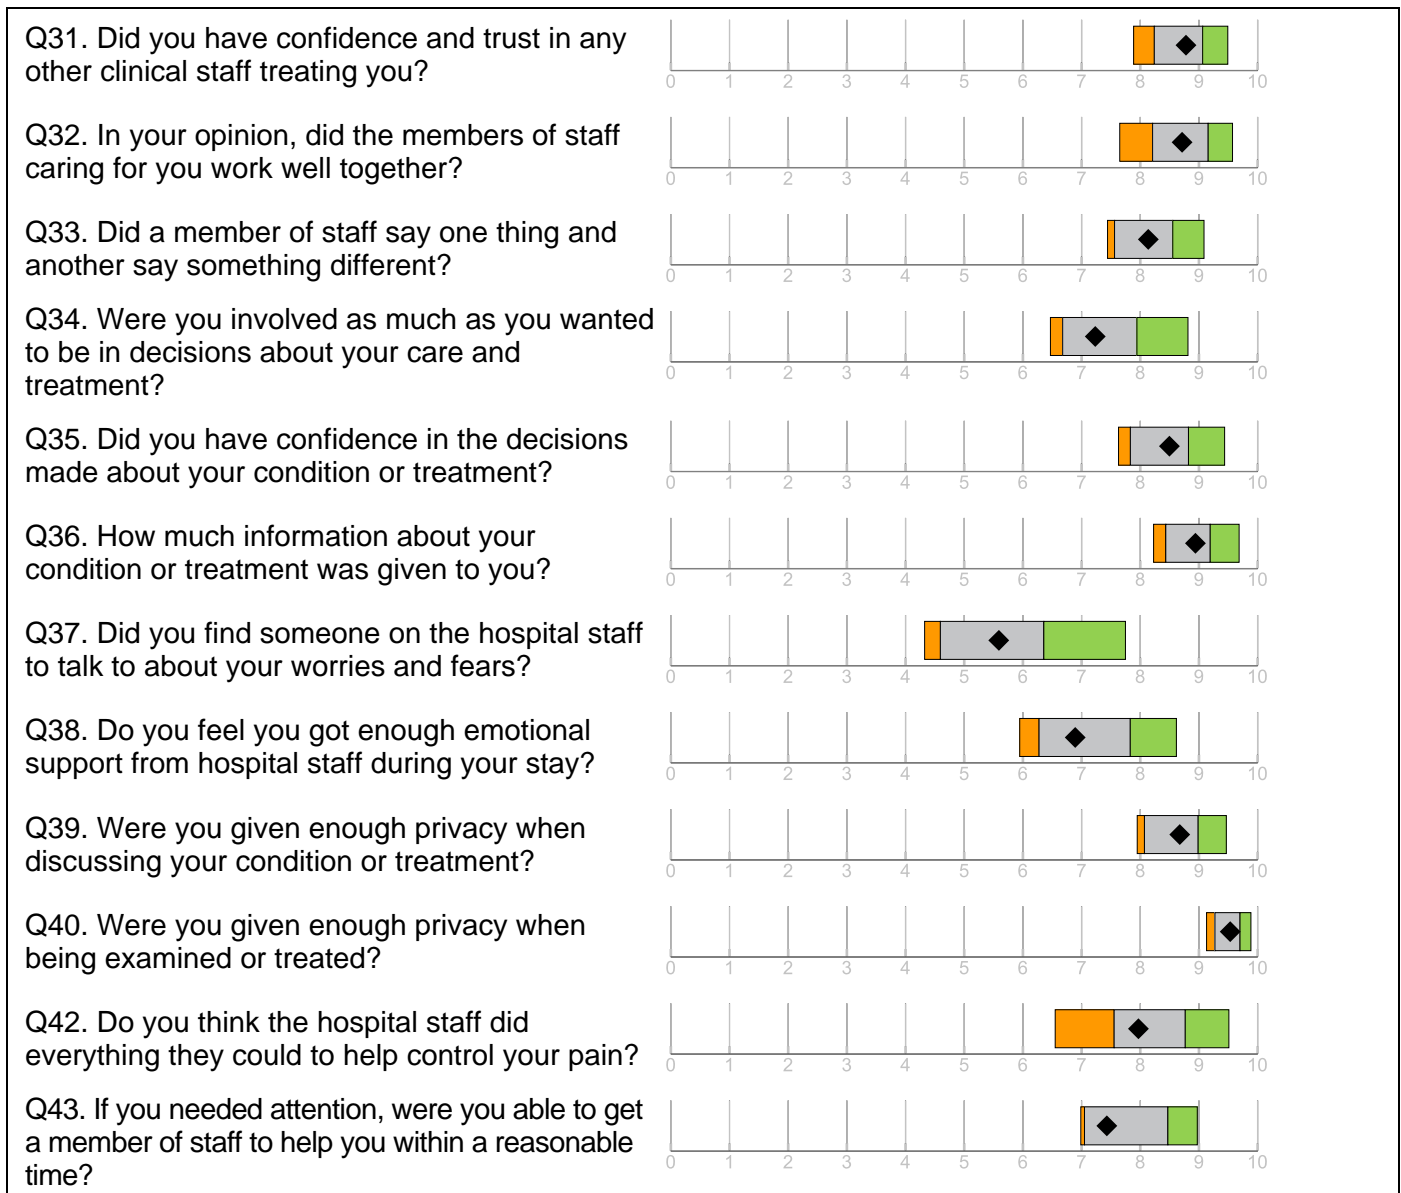 Q31. Did you have confidence and trust in any
other clinical staff treating you?
0 1 2 3 4 5 6 7 8 9 10
Q32. In your opinion, did the members of staff
caring for you work well together?
0 1 2 3 4 5 6 7 8 9 10
Q33. Did a member of staff say one thing and
another say something different?
0 1 2 3 4 5 6 7 8 9 10
Q34. Were you involved as much as you wanted
to be in decisions about your care and
treatment?
0 1 2 3 4 5 6 7 8 9 10
Q35. Did you have confidence in the decisions
made about your condition or treatment?
0 1 2 3 4 5 6 7 8 9 10
Q36. How much information about your
condition or treatment was given to you?
0 1 2 3 4 5 6 7 8 9 10
Q37. Did you find someone on the hospital staff
to talk to about your worries and fears?
0 1 2 3 4 5 6 7 8 9 10
Q38. Do you feel you got enough emotional
support from hospital staff during your stay?
0 1 2 3 4 5 6 7 8 9 10
Q39. Were you given enough privacy when
discussing your condition or treatment?
0 1 2 3 4 5 6 7 8 9 10
Q40. Were you given enough privacy when
being examined or treated?
0 1 2 3 4 5 6 7 8 9 10
Q42. Do you think the hospital staff did
everything they could to help control your pain?
0 1 2 3 4 5 6 7 8 9 10
Q43. If you needed attention, were you able to get
a member of staff to help you within a reasonable
time?
0 1 2 3 4 5 6 7 8 9 10